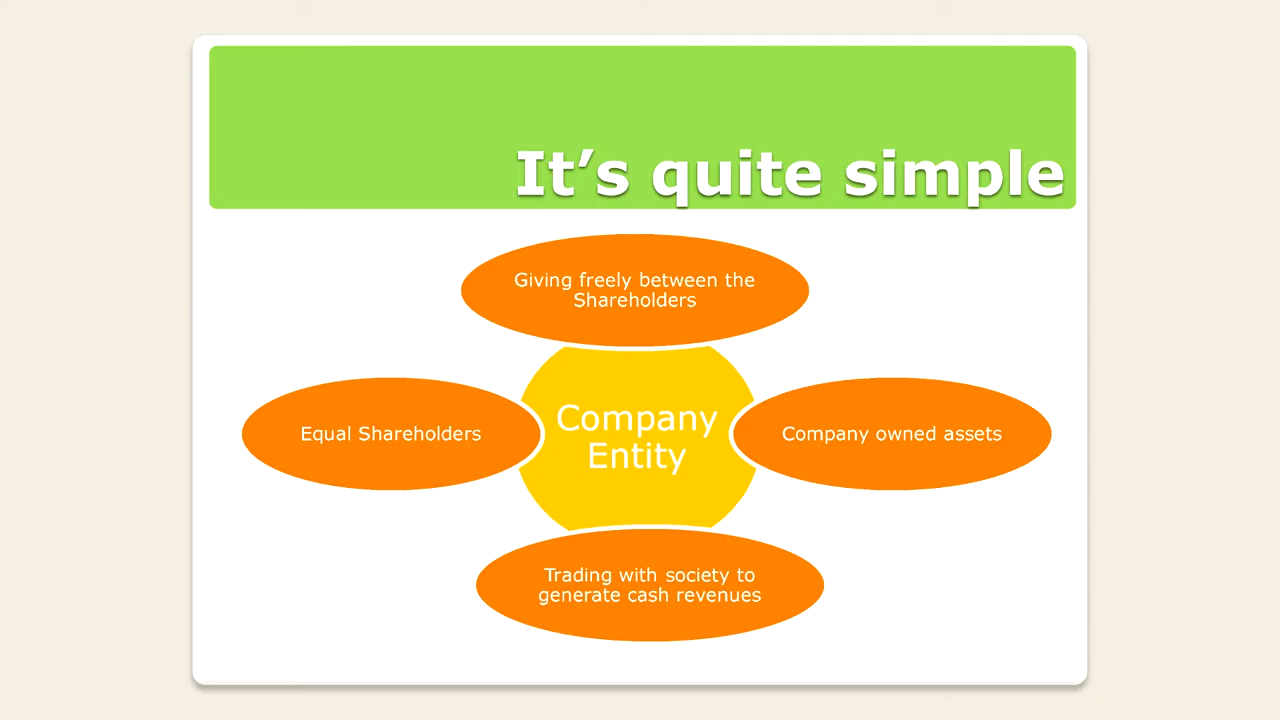 It’s quite simple
Giving freely between the
Shareholders
Equal Shareholders
Company
Entity
Company owned assets
Trading with society to
generate cash revenues